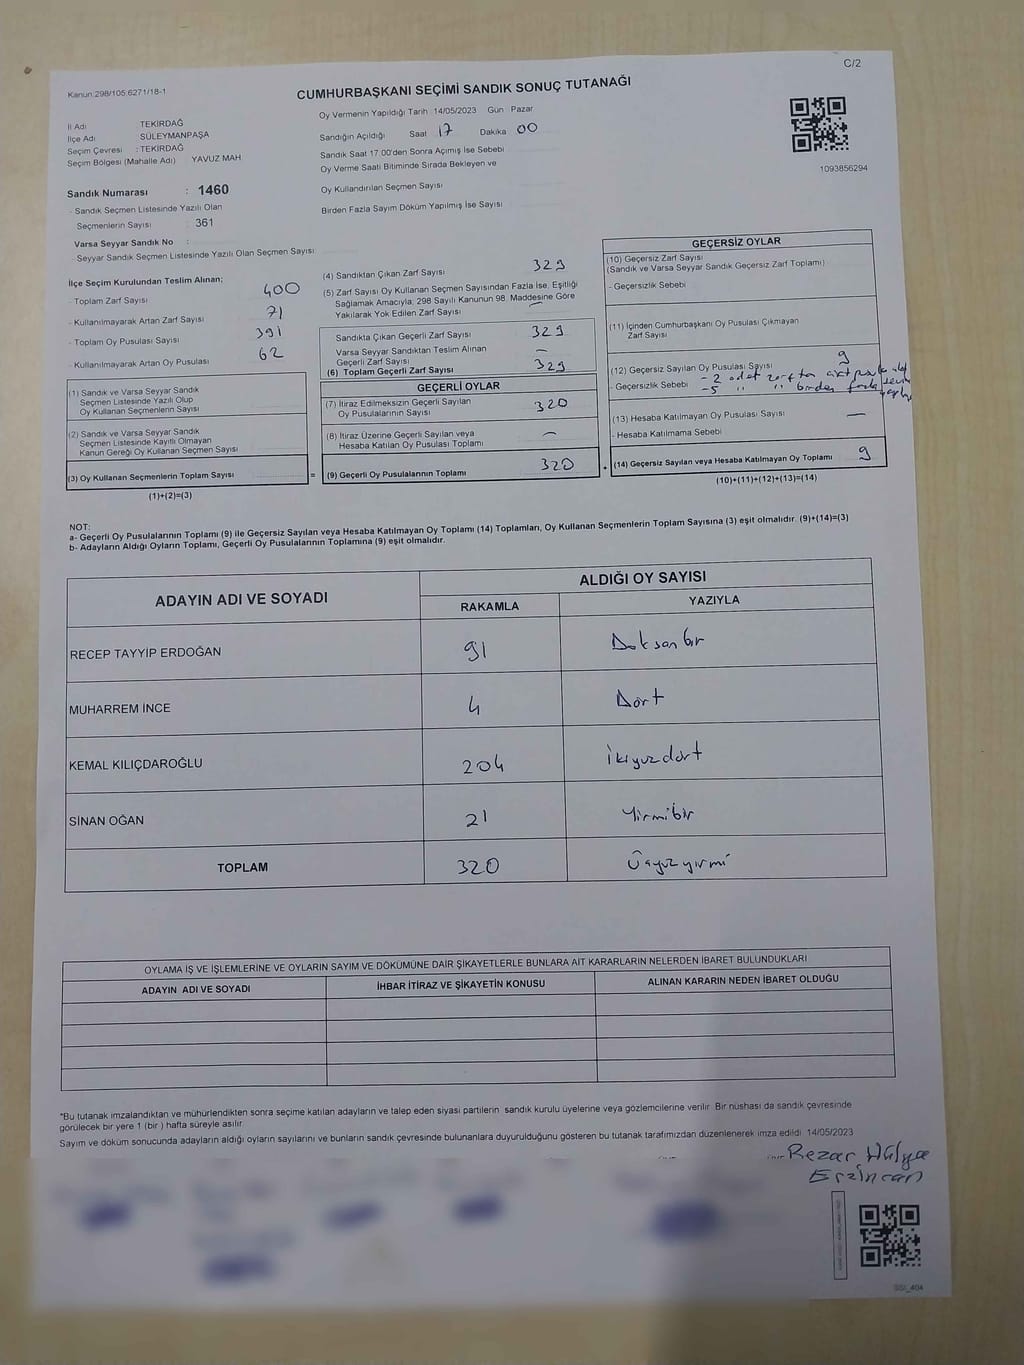 C/2
Kanun:298/105,6271/18-1
CUMHURBAŞKANI SEÇİMİ SANDIK SONUÇ TUTANAĞI
İl Adı TEKİRDAĞ
İlçe Adı SÜLEYMANPAŞA
Seçim Çevresi : TEKİRDAĞ
Seçim Bölgesi (Mahalle Adı) YAVUZ MAH
Oy Vermenin Yapıldığı Tarih :14/05/2023 Gün Pazar
Sandığın Açıldığı Saat 17 Dakika 00
Sandık Saat 17.00'den Sonra Açımış İse Sebebi
Oy Verme Saati Bitiminde Sırada Bekleyen ve
Oy Kullandırılan Seçmen Sayısı
Birden Fazla Sayım Döküm Yapılmış İse Sayısı
1093856294
Sandık Numarası : 1460
- Sandık Seçmen Listesinde Yazılı Olan
Seçmenlerin Sayısı 361
Varsa Seyyar Sandık No :
- Seyyar Sandık Seçmen Listesinde Yazılı Olan Seçmen Sayısı
İlçe Seçim Kurulundan Teslim Alınan;
- Toplam Zarf Sayısı 400
- Kullanılmayarak Artan Zarf Sayısı 71
- Toplam Oy Pusulası Sayısı 391
- Kullanılmayarak Artan Oy Pusulası 62
(1) Sandık ve Varsa Seyyar Sandık
Seçmen Listesinde Yazılı Olup
Oy Kullanan Seçmenlerin Sayısı
(2) Sandık ve Varsa Seyyar Sandık
Seçmen Listesinde Kayıtlı Olmayan
Kanun Gereği Oy Kullanan Seçmenlerin Sayısı
(3) Oy Kullanan Seçmenlerin Toplam Sayısı =
(1)+(2)=(3)
(4) Sandıktan Çıkan Zarf Sayısı 329
(5) Zarf Sayısı Oy Kullanan Seçmen Sayısından Fazla İse, Eşitliği
Sağlamak Amacıyla, 298 Sayılı Kanunun 98. Maddesine Göre
Yakılarak Yok Edilen Zarf Sayısı –
Sandıkta Çıkan Geçerli Zarf Sayısı 329
Varsa Seyyar Sandıktan Teslim Alınan
Geçerli Zarf Sayısı –
(6) Toplam Geçerli Zarf Sayısı 329
GEÇERLİ OYLAR
(7) İtiraz Edilmeksizin Geçerli Sayılan
Oy Pusulalarının Sayısı 320
(8) İtiraz Üzerine Geçerli Sayılan veya
Hesaba Katılan Oy Pusulası Toplamı –
(9) Geçerli Oy Pusulalarının Toplamı 320 +
GEÇERSİZ OYLAR
(10) Geçersiz Zarf Sayısı
(Sandık ve Varsa Seyyar Sandık Geçersiz Zarf Toplamı)
- Geçersizlik Sebebi
(11) İçinden Cumhurbaşkanı Oy Pusulası Çıkmayan
Zarf Sayısı
(12) Geçersiz Sayılan Oy Pusulası Sayısı 9
- Geçersizlik Sebebi - 2 adet zarftan
-5 " " birden fazla
(13) Hesaba Katılmayan Oy Pusulası Sayısı —
- Hesaba Katılmama Sebebi
(14) Geçersiz Sayılan veya Hesaba Katılmayan Oy Toplamı 9
(10)+(11)+(12)+(13)=(14)
NOT:
a- Geçerli Oy Pusulalarının Toplamı (9) ile Geçersiz Sayılan veya Hesaba Katılmayan Oy Toplamı (14) Toplamları, Oy Kullanan Seçmenlerin Toplam Sayısına (3) eşit olmalıdır. (9)+(14)=(3)
b- Adayların Aldığı Oyların Toplamı, Geçerli Oy Pusulalarının Toplamına (9) eşit olmalıdır.
ADAYIN ADI VE SOYADI
ALDIĞI OY SAYISI
RAKAMLA YAZIYLA
RECEP TAYYİP ERDOĞAN 91 Doksanbir
MUHARREM İNCE 4 Dört
KEMAL KILIÇDAROĞLU 204 İkiyüzdört
SİNAN OĞAN 21 Yirmibir
TOPLAM 320 Üçyüzyirmi
OYLAMA İŞ VE İŞLEMLERİNE VE OYLARIN SAYIM VE DÖKÜMÜNE DAİR ŞİKAYETLERLE BUNLARA AİT KARARLARIN NELERDEN İBARET BULUNDUKLARI
ADAYIN ADI VE SOYADI İHBAR İTİRAZ VE ŞİKAYETİN KONUSU ALINAN KARARIN NEDEN İBARET OLDUĞU
*Bu tutanak imzalandıktan ve mühürlendikten sonra seçime katılan adayların ve talep eden siyasi partilerin sandık kurulu üyelerine veya gözlemcilerine verilir. Bir nüshası da sandık çevresinde
görülecek bir yere 1 (bir ) hafta süreyle asılır.
Sayım ve döküm sonucunda adayların aldığı oyların sayılarını ve bunların sandık çevresinde bulunanlara duyurulduğunu gösteren bu tutanak tarafımızdan düzenlenerek imza edildi. 14/05/2023
Rezar Hülya
Erzincan
SSI_404